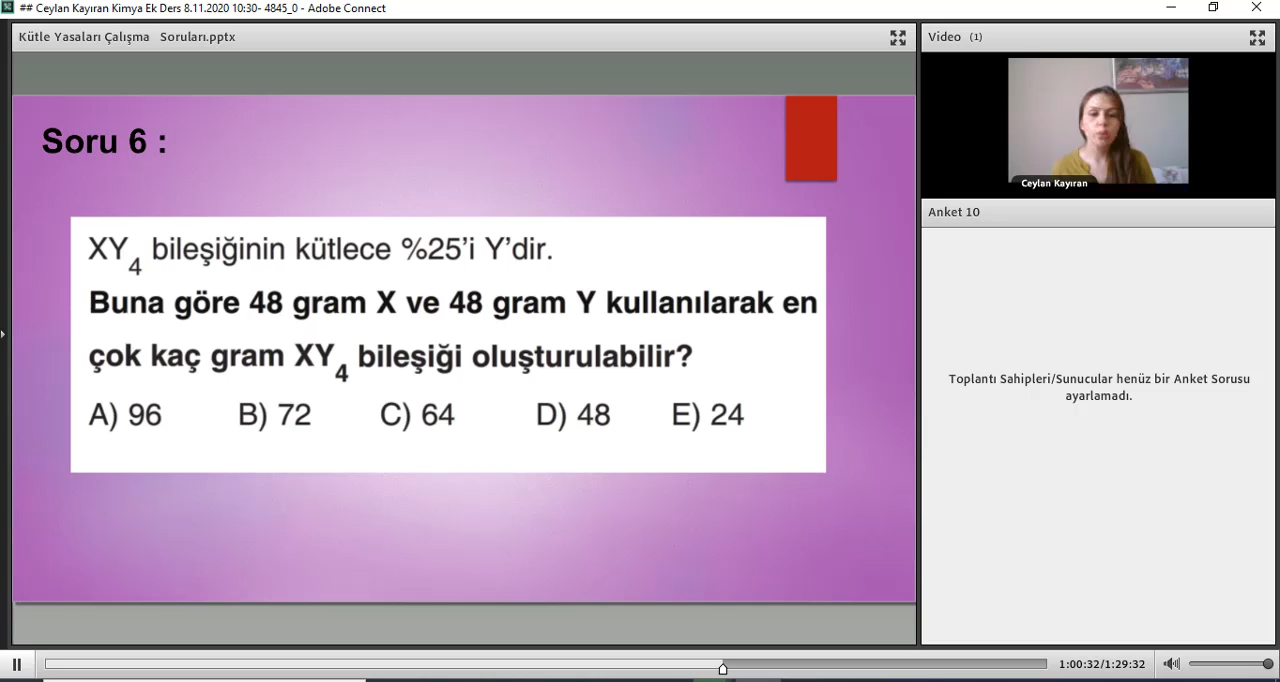 ## Ceylan Kayıran Kimya Ek Ders 8.11.2020 10:30- 4845_0 - Adobe Connect
Kütle Yasaları Çalışma Soruları.pptx
Video (1)
Soru 6 :
XY4 bileşiğinin kütlece %25'i Y'dir.
Buna göre 48 gram X ve 48 gram Y kullanılarak en
çok kaç gram XY4 bileşiği oluşturulabilir?
A) 96 B) 72 C) 64 D) 48 E) 24
Ceylan Kayıran
Anket 10
Toplantı Sahipleri/Sunucular henüz bir Anket Sorusu
ayarlamadı.
1:00:32/1:29:32